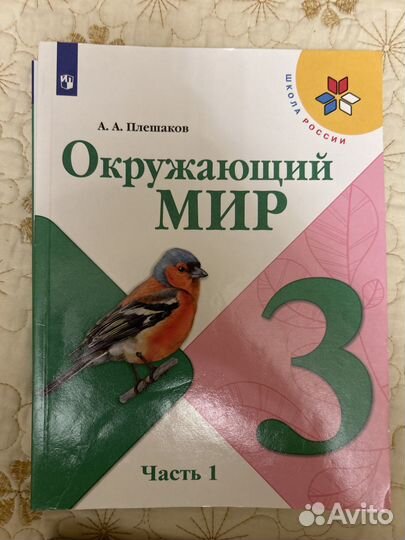 ШКОЛА РОССИИ
А. А. Плешаков
Окружающий
МИР
3
Часть 1
Avito